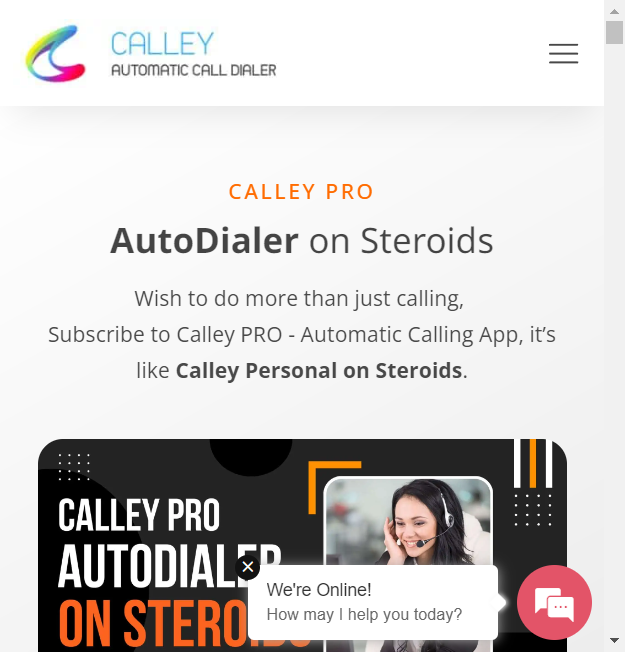 CALLEY
AUTOMATIC CALL DIALER
CALLEY PRO
AutoDialer on Steroids
Wish to do more than just calling,
Subscribe to Calley PRO - Automatic Calling App, it’s
like Calley Personal on Steroids.
CALLEY PRO
AUTODIALER
ON STEROIDS
We're Online!
How may I help you today?